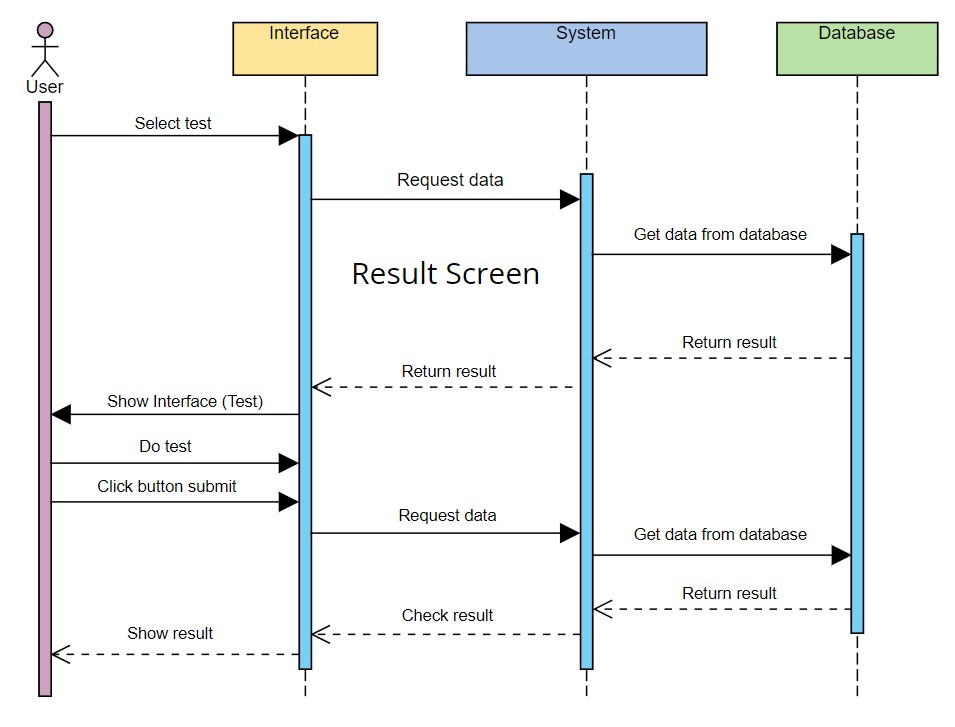 Interface
System
Database
User
Select test
Request data
Get data from database
Result Screen
Return result
Return result
Show Interface (Test)
Do test
Click button submit
Request data
Get data from database
Return result
Check result
Show result